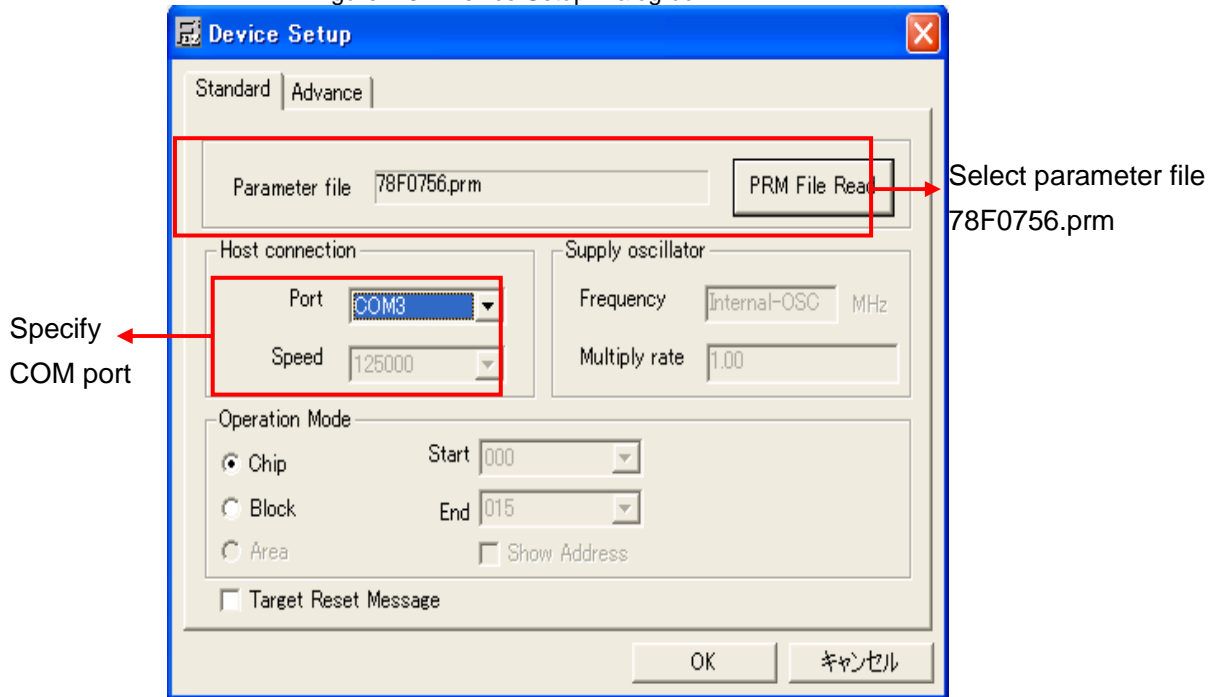 Device Setup
Standard
Advance
Parameter file
78F0756.prm
PRM File Read
Select parameter file
78F0756.prm
Host connection
Port
COM3
Speed
125000
Supply oscillator
Frequency
Internal-OSC
MHz
Multiply rate
1.00
Specify
COM port
Operation Mode
Chip
Start
000
Block
End
015
Area
Show Address
Target Reset Message
OK
キャンセル